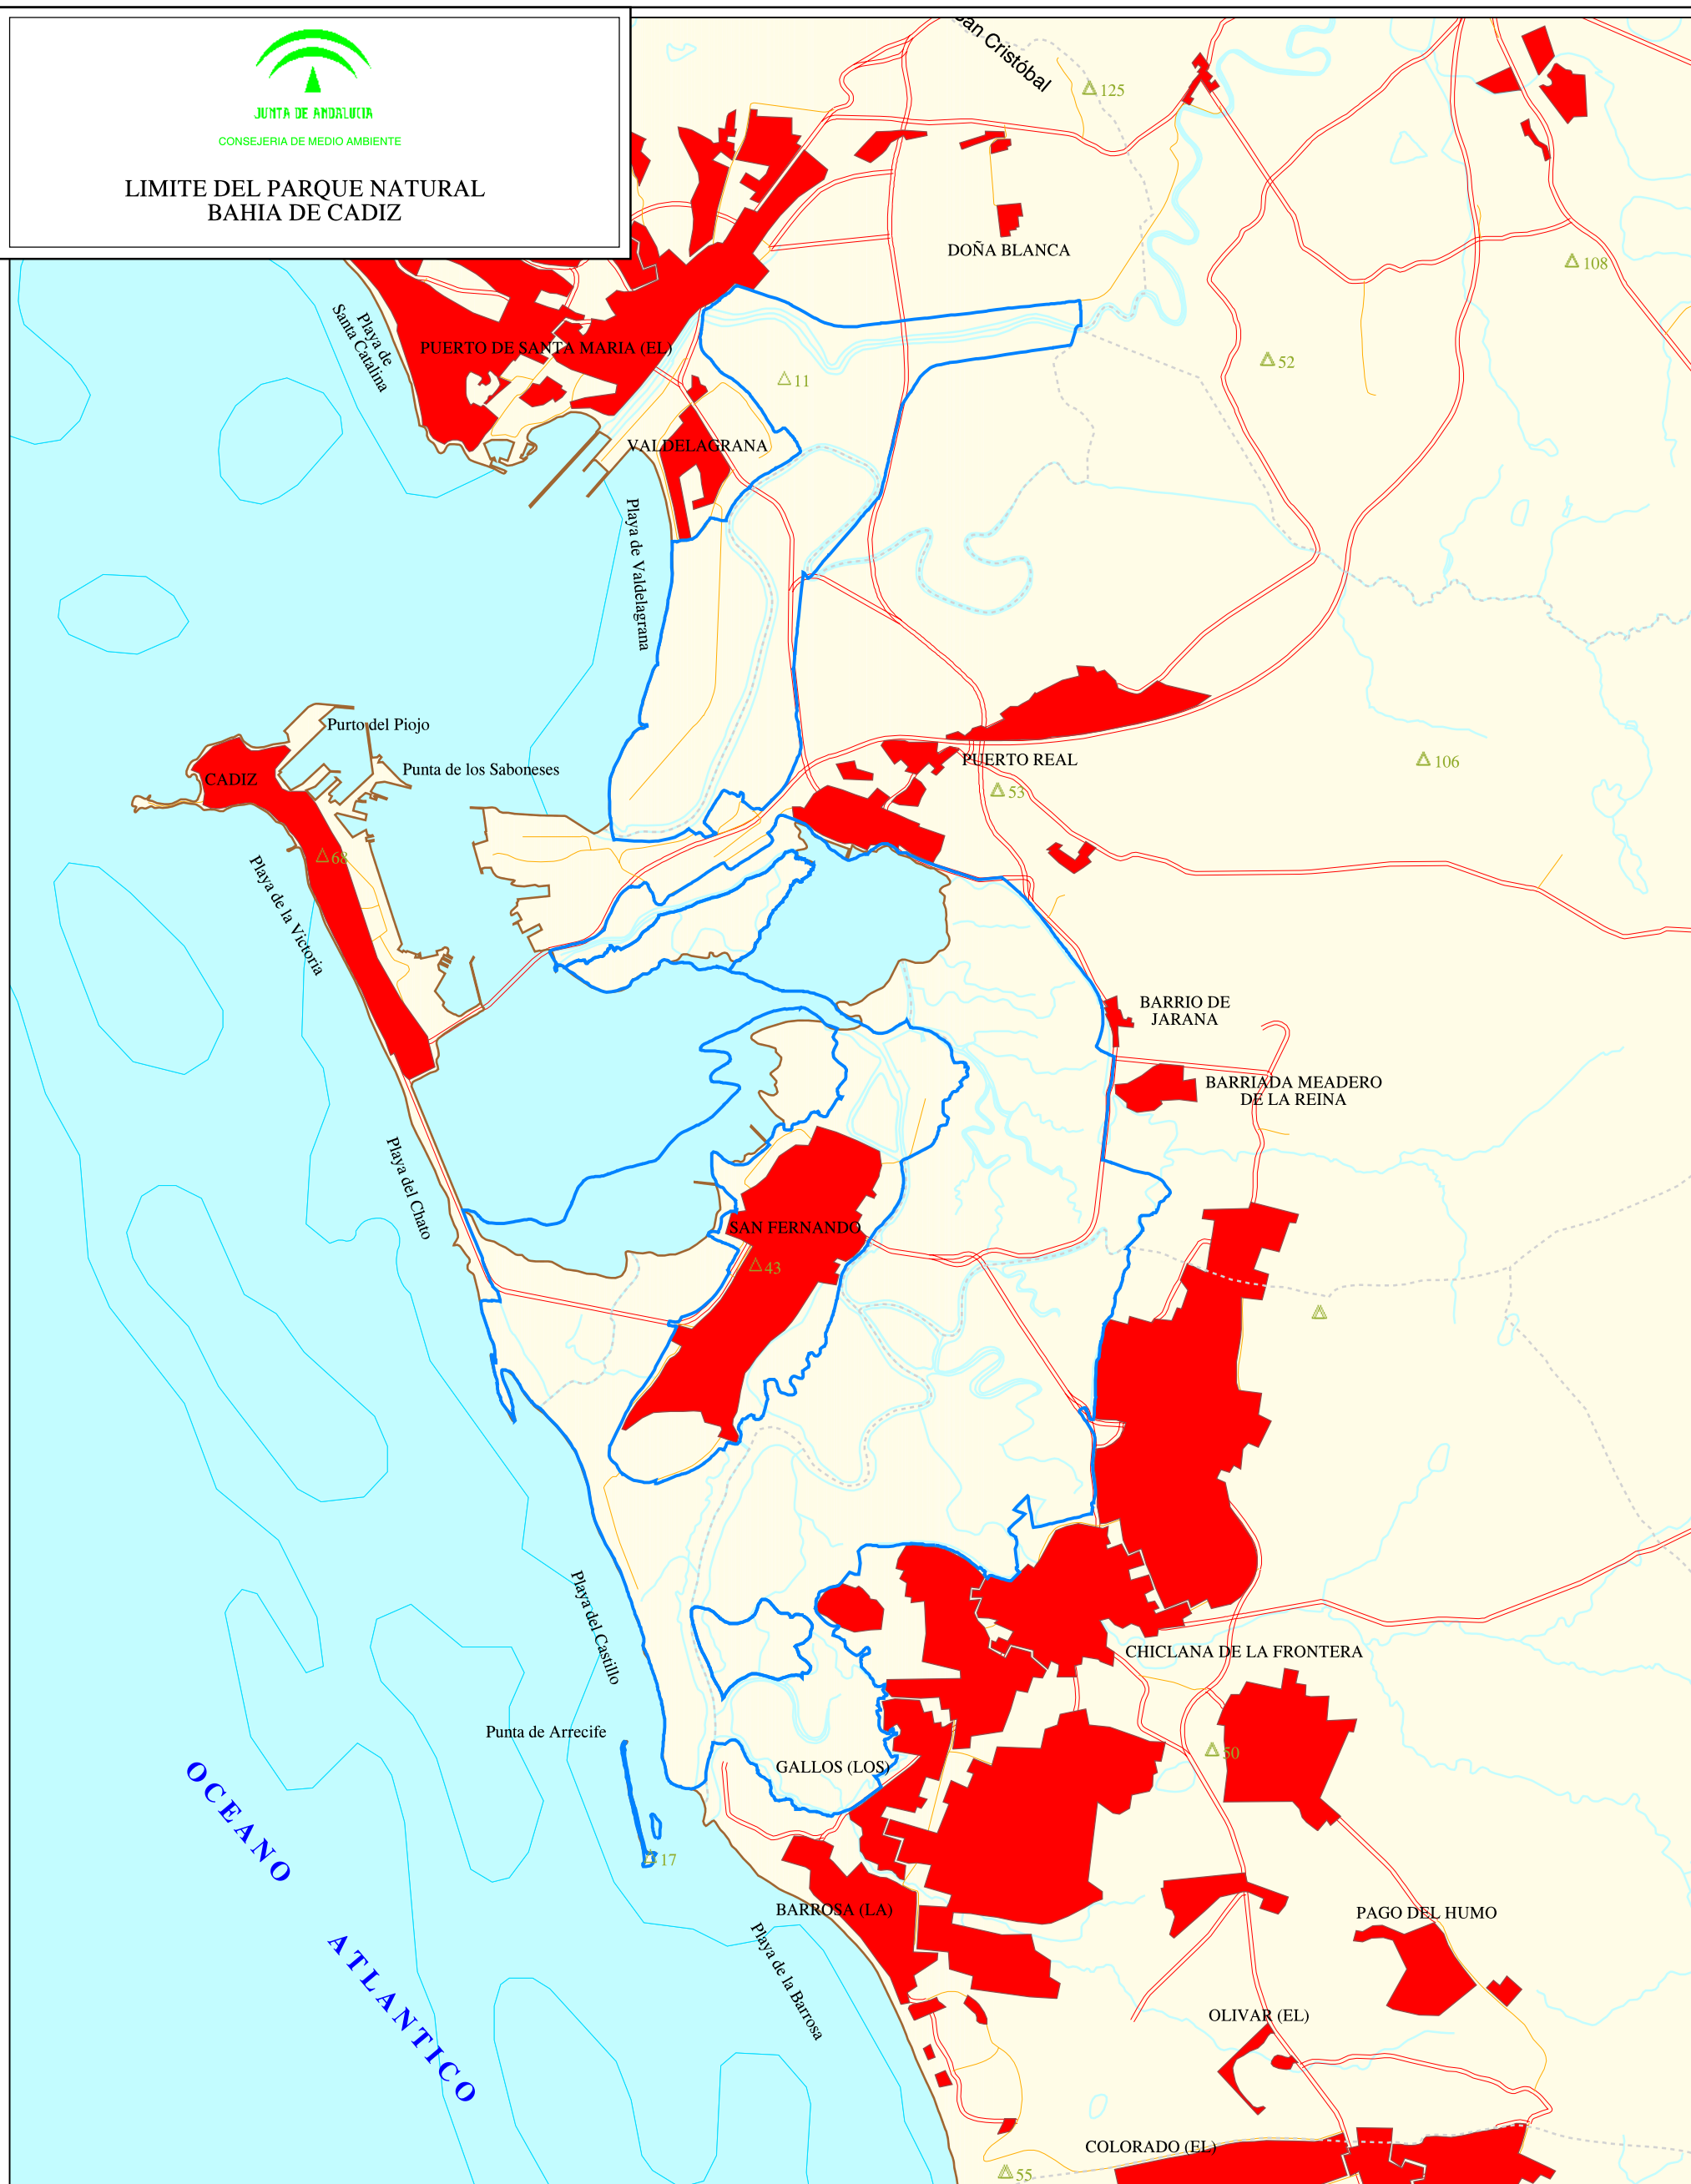 JUNTA DE ANDALUCIA
CONSEJERIA DE MEDIO AMBIENTE
LIMITE DEL PARQUE NATURAL
BAHIA DE CADIZ
Cristóbal
125
DOÑA BLANCA
108
Playa de
Santa Catalina
PUERTO DE SANTA MARIA (EL)
11
52
VALDELAGRANA
Playa de Valdelagrana
Purto del Piojo
Punta de los Saboneses
CADIZ
PUERTO REAL
106
53
68
Playa de la Victoria
BARRIO DE
JARANA
BARRIADA MEADERO
DE LA REINA
Playa del Chato
SAN FERNANDO
43
Playa del Castillo
CHICLANA DE LA FRONTERA
Punta de Arrecife
50
GALLOS (LOS)
OCEANO
17
BARROSA (LA)
PAGO DEL HUMO
Playa de la Barrosa
ATLANTICO
OLIVAR (EL)
COLORADO (EL)
55